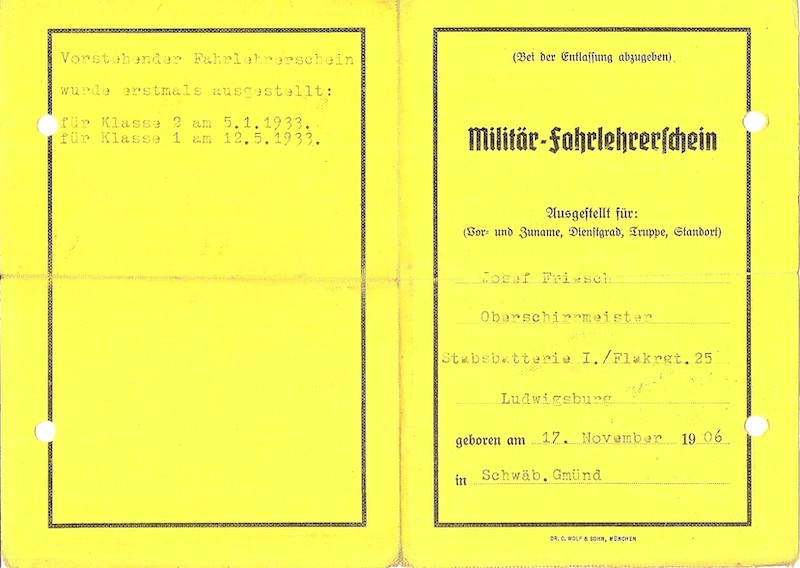 Vorstehender Fahrlehrerschein
wurde erstmals ausgestellt:
für Klasse 2 am 5.1.1933.
für Klasse 1 am 12.5.1933.
(Bei der Entlassung abzugeben).
Militär-Fahrlehrerschein
Ausgestellt für:
(Vor- und Zuname, Dienstgrad, Truppe, Standort)
Josef Friesch
Oberschirrmeister
Stabsbatterie I./Flakrgt.25
Ludwigsburg
geboren am 17. November 1906
in Schwäb.Gmünd
DR. C. WOLF & SOHN, MÜNCHEN